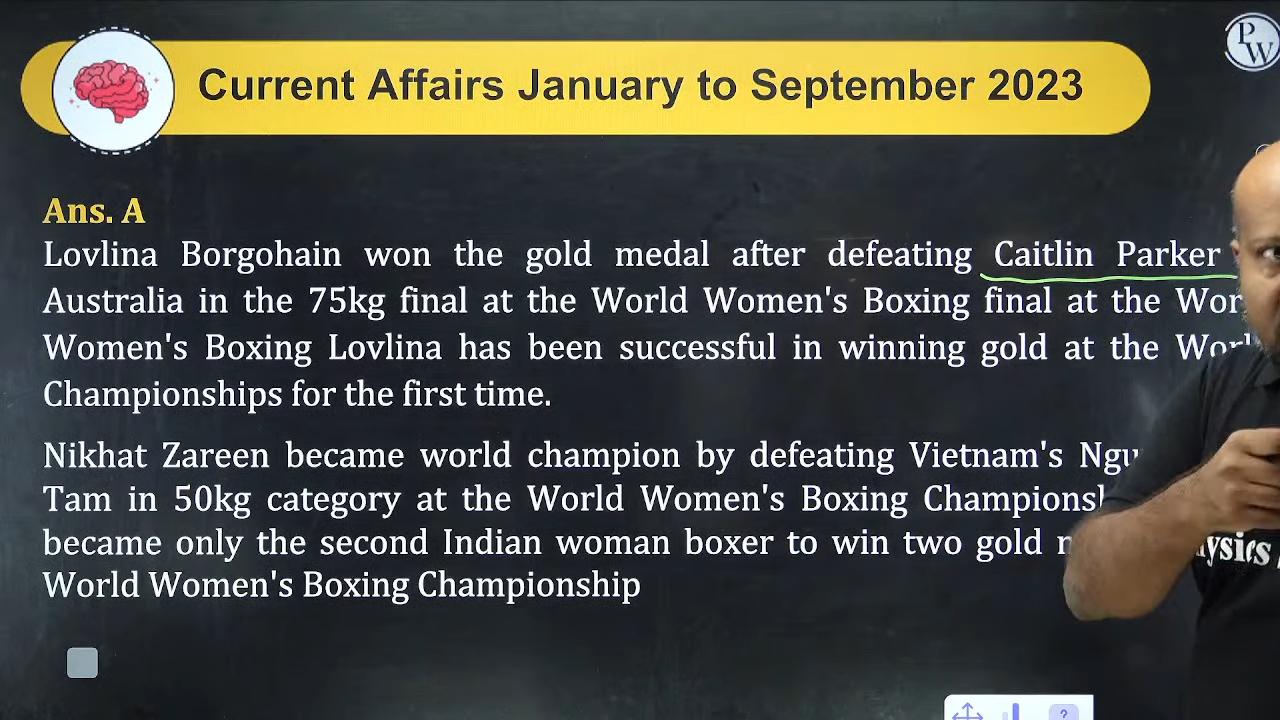 Current Affairs January to September 2023
PW
Ans. A
Lovlina Borgohain won the gold medal after defeating Caitlin Parker
Australia in the 75kg final at the World Women's Boxing final at the
Women's Boxing Lovlina has been successful in winning gold at the
Championships for the first time.
Nikhat Zareen became world champion by defeating Vietnam's
Tam in 50kg category at the World Women's Boxing
became only the second Indian woman boxer to win two gold
World Women's Boxing Championship
?